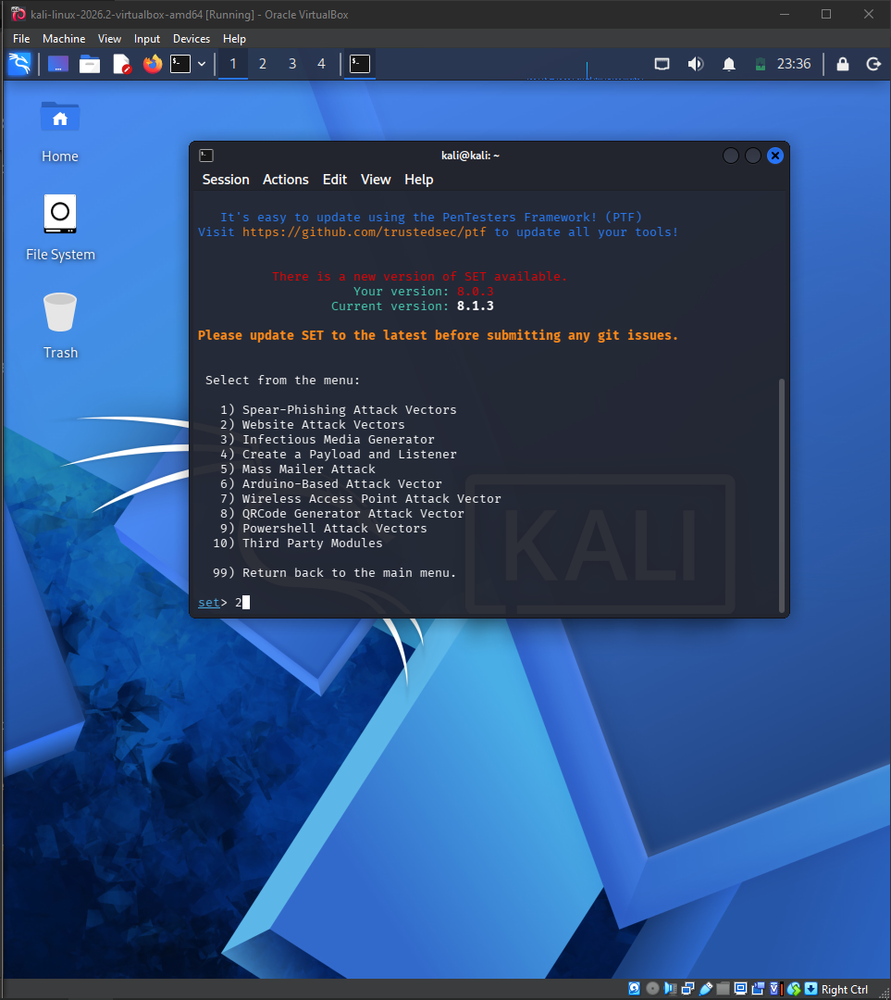 kali-linux-2026.2-virtualbox-amd64 [Running] - Oracle VirtualBox
File Machine View Input Devices Help
1 2 3 4 23:36
Home
File System
Trash
kali@kali: ~
Session Actions Edit View Help
It's easy to update using the PenTesters Framework! (PTF)
Visit https://github.com/trustedsec/ptf to update all your tools!
There is a new version of SET available.
Your version: 8.0.3
Current version: 8.1.3
Please update SET to the latest before submitting any git issues.
Select from the menu:
1) Spear-Phishing Attack Vectors
2) Website Attack Vectors
3) Infectious Media Generator
4) Create a Payload and Listener
5) Mass Mailer Attack
6) Arduino-Based Attack Vector
7) Wireless Access Point Attack Vector
8) QRCode Generator Attack Vector
9) Powershell Attack Vectors
10) Third Party Modules
99) Return back to the main menu.
set> 2
KALI
Right Ctrl